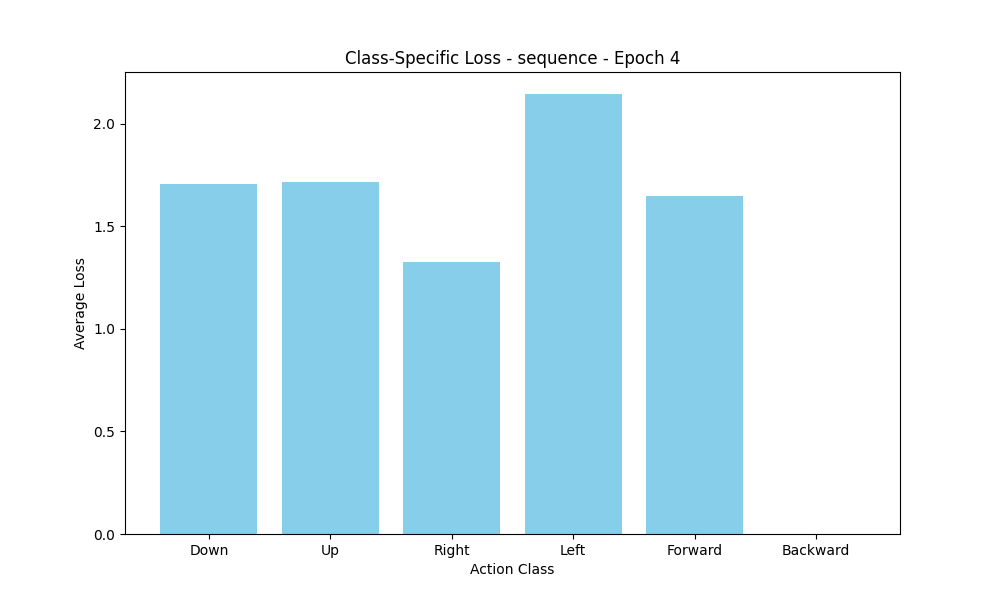 Class-Specific Loss - sequence - Epoch 4
2.0
1.5
1.0
0.5
0.0
Average Loss
Down Up Right Left Forward Backward
Action Class